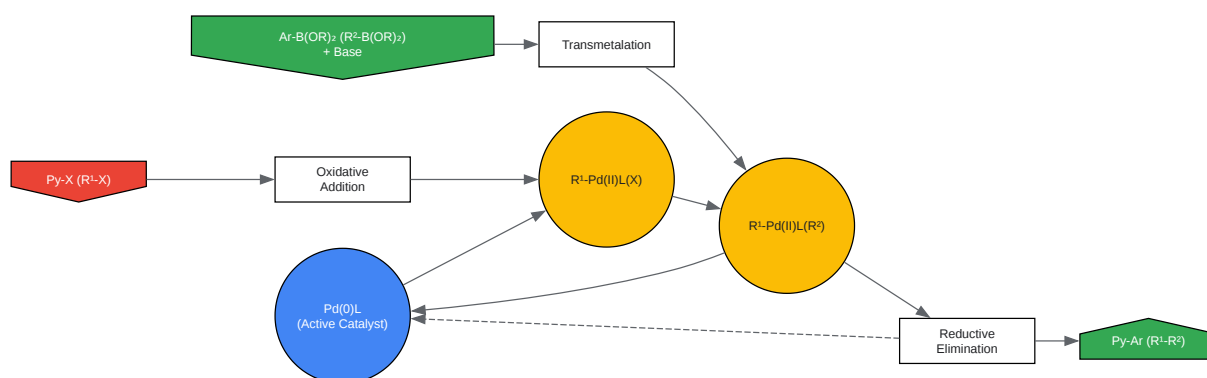 Ar-B(OR)₂ (R²-B(OR)₂)
+ Base
Transmetalation
Py-X (R¹-X)
Oxidative
Addition
R¹-Pd(II)L(X)
R¹-Pd(II)L(R²)
Pd(0)L
(Active Catalyst)
Reductive
Elimination
Py-Ar (R¹-R²)